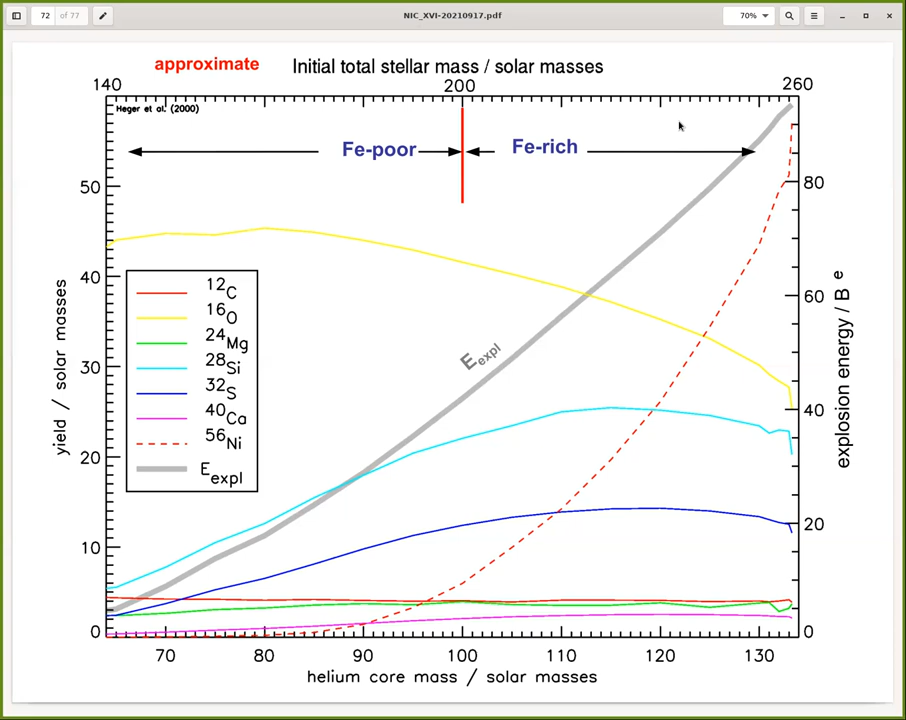 72 of 77
NIC_XVI-20210917.pdf
70%
approximate
Initial total stellar mass / solar masses
140
200
260
Heger et al. (2000)
Fe-poor
Fe-rich
50
40
30
20
10
0
yield / solar masses
12C
16O
24Mg
28Si
32S
40Ca
56Ni
Eexpl
Eexpl
80
60
40
20
0
explosion energy / Be
70
80
90
100
110
120
130
helium core mass / solar masses